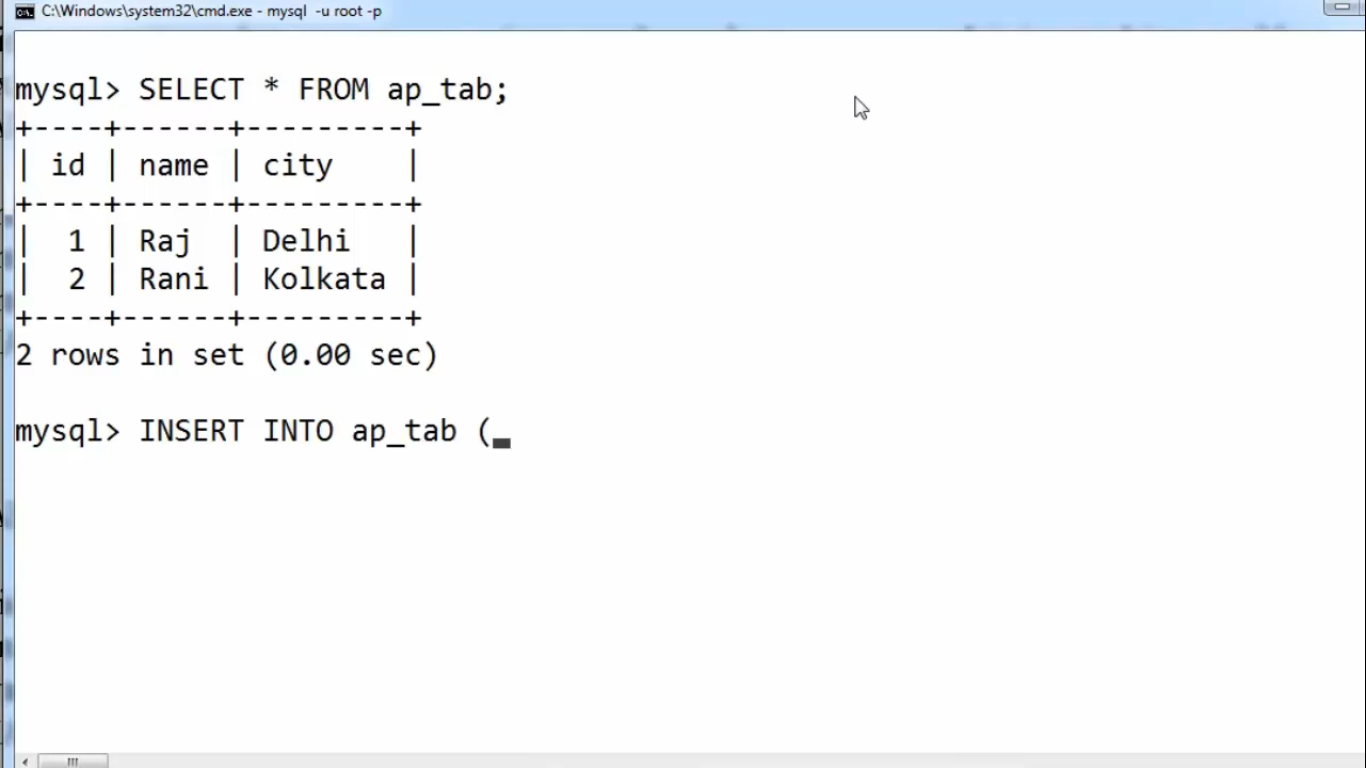 C:\Windows\system32\cmd.exe - mysql -u root -p
mysql> SELECT * FROM ap_tab;
+----+------+---------+
| id | name | city    |
+----+------+---------+
|  1 | Raj  | Delhi   |
|  2 | Rani | Kolkata |
+----+------+---------+
2 rows in set (0.00 sec)
mysql> INSERT INTO ap_tab (